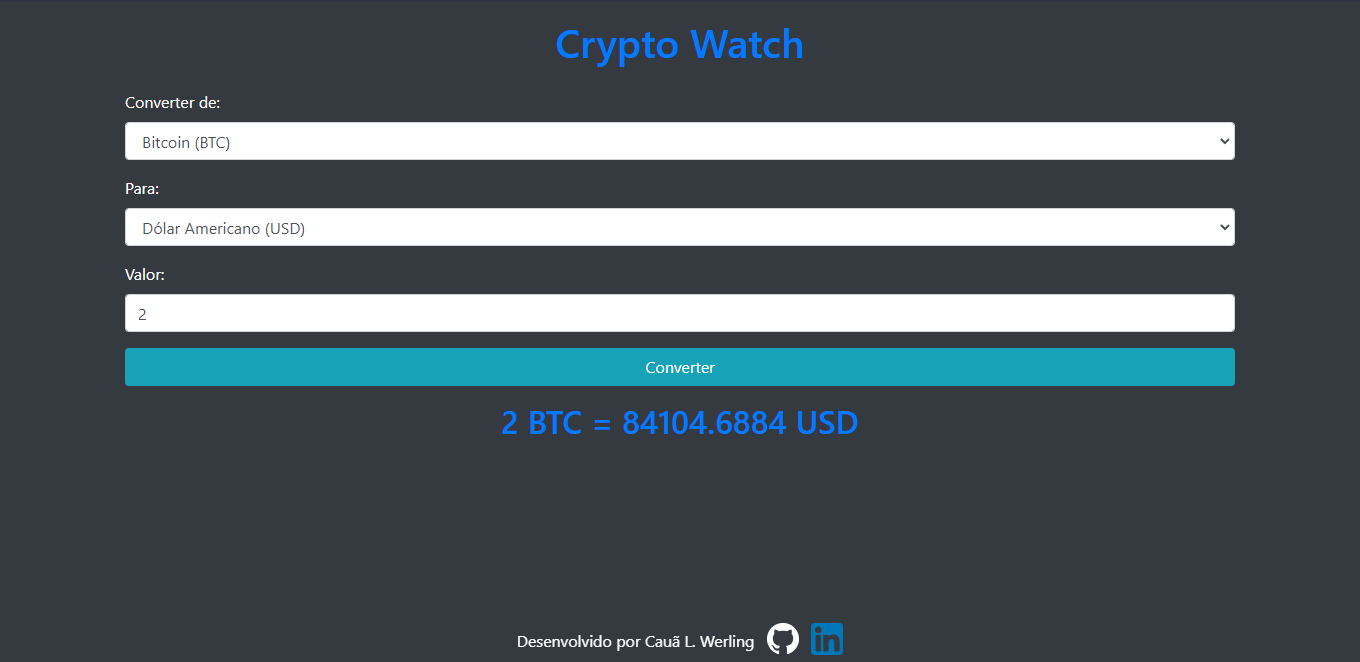 Crypto Watch
Converter de:
Bitcoin (BTC)
Para:
Dólar Americano (USD)
Valor:
2
Converter
2 BTC = 84104.6884 USD
Desenvolvido por Cauã L. Werling in